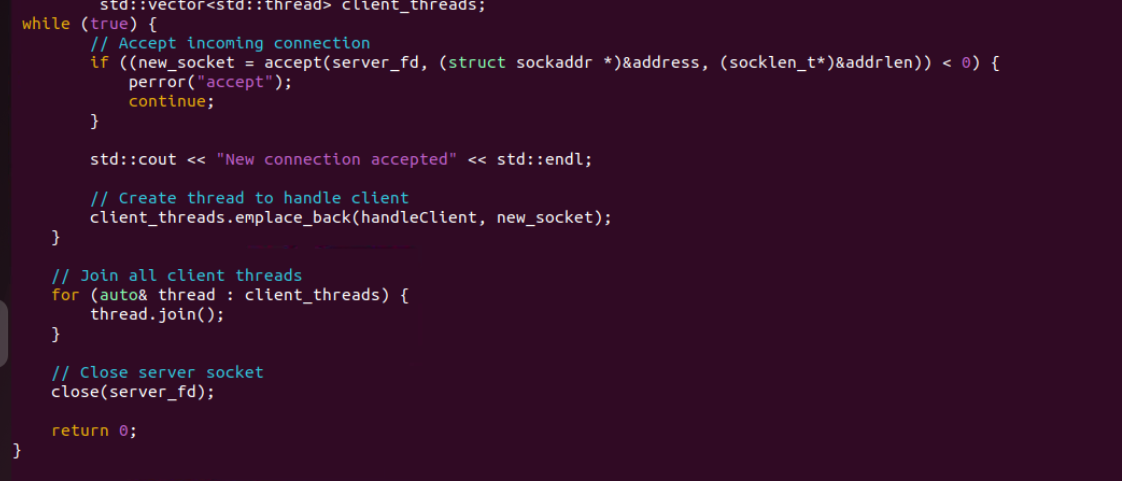 std::vector<std::thread> client_threads;
while (true) {
// Accept incoming connection
if ((new_socket = accept(server_fd, (struct sockaddr *)&address, (socklen_t*)&addrlen)) < 0) {
perror("accept");
continue;
}
std::cout << "New connection accepted" << std::endl;
// Create thread to handle client
client_threads.emplace_back(handleClient, new_socket);
}
// Join all client threads
for (auto& thread : client_threads) {
thread.join();
}
// Close server socket
close(server_fd);
return 0;
}